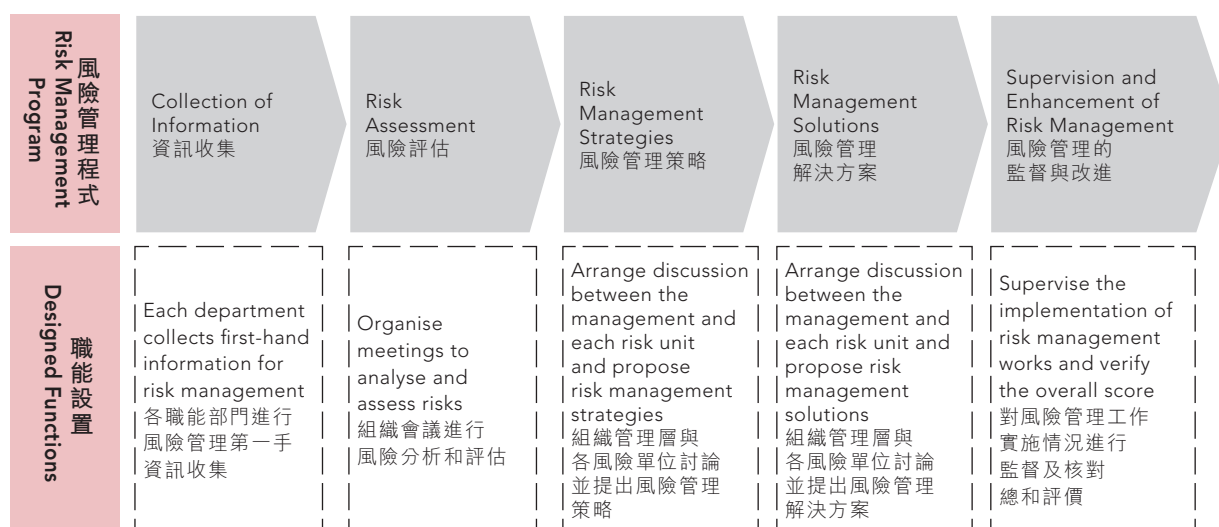 風險管理程式
Risk Management
Program
Collection of
Information
資訊收集
Risk
Assessment
風險評估
Risk
Management
Strategies
風險管理策略
Risk
Management
Solutions
風險管理
解決方案
Supervision and
Enhancement of
Risk Management
風險管理的
監督與改進
職能設置
Designed Functions
Each department
collects first-hand
information for
risk management
各職能部門進行
風險管理第一手
資訊收集
Organise
meetings to
analyse and
assess risks
組織會議進行
風險分析和評估
Arrange discussion
between the
management and
each risk unit
and propose
risk management
strategies
組織管理層與
各風險單位討論
並提出風險管理
策略
Arrange discussion
between the
management and
each risk unit and
propose risk
management
solutions
組織管理層與
各風險單位討論
並提出風險管理
解決方案
Supervise the
implementation of
risk management
works and verify
the overall score
對風險管理工作
實施情況進行
監督及核對
總和評價